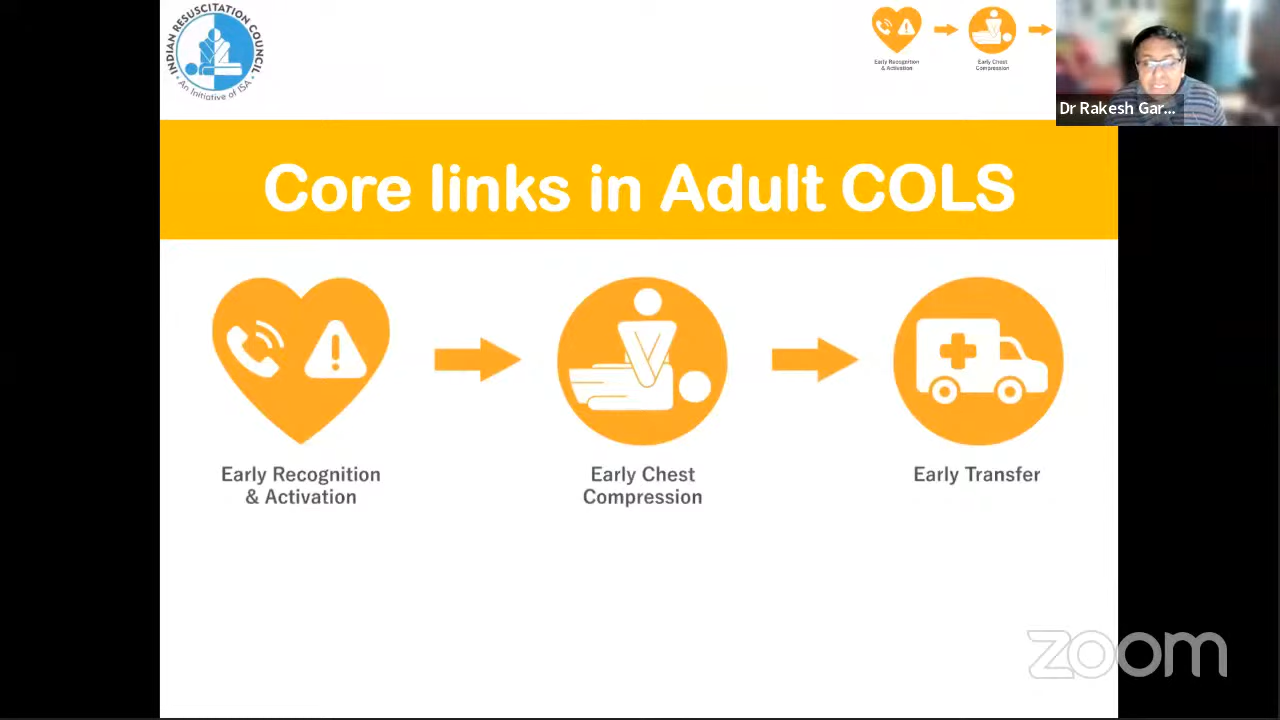 INDIAN RESUSCITATION COUNCIL
An Initiative of ISA
Early Recognition
& Activation
Early Chest
Compression
Dr Rakesh Gar...
Core links in Adult COLS
Early Recognition
& Activation
Early Chest
Compression
Early Transfer
zoom